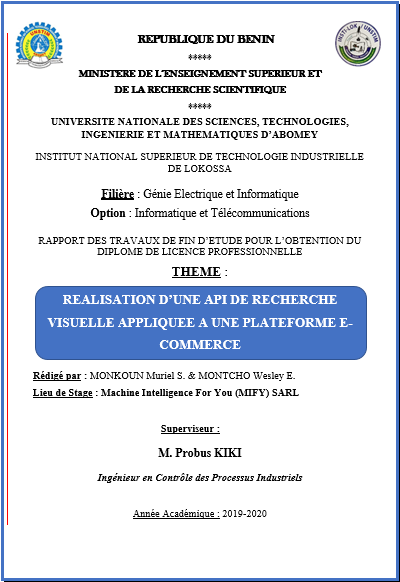 UNSTIM
INSTI-LOK / UNSTIM
REPUBLIQUE DU BENIN
*****
MINISTERE DE L'ENSEIGNEMENT SUPERIEUR ET
DE LA RECHERCHE SCIENTIFIQUE
*****
UNIVERSITE NATIONALE DES SCIENCES, TECHNOLOGIES,
INGENIERIE ET MATHEMATIQUES D'ABOMEY
INSTITUT NATIONAL SUPERIEUR DE TECHNOLOGIE INDUSTRIELLE
DE LOKOSSA
Filière : Génie Electrique et Informatique
Option : Informatique et Télécommunications
RAPPORT DES TRAVAUX DE FIN D'ETUDE POUR L'OBTENTION DU
DIPLOME DE LICENCE PROFESSIONNELLE
THEME :
REALISATION D'UNE API DE RECHERCHE
VISUELLE APPLIQUEE A UNE PLATEFORME E-
COMMERCE
Rédigé par : MONKOUN Muriel S. & MONTCHO Wesley E.
Lieu de Stage : Machine Intelligence For You (MIFY) SARL
Superviseur :
M. Probus KIKI
Ingénieur en Contrôle des Processus Industriels
Année Académique : 2019-2020